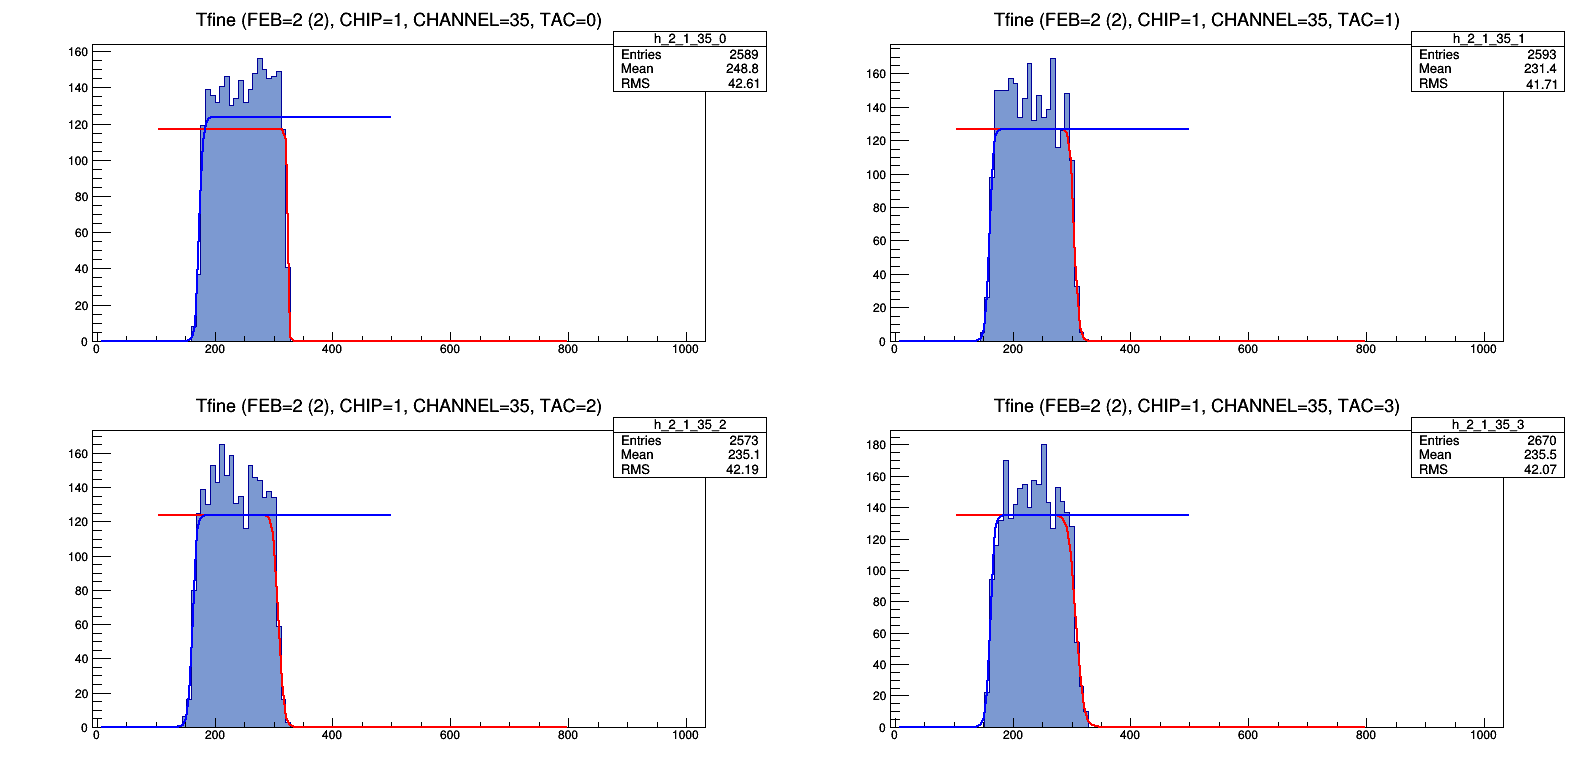 Tfine (FEB=2 (2), CHIP=1, CHANNEL=35, TAC=0)
h_2_1_35_0
Entries 2589
Mean 248.8
RMS 42.61
160
140
120
100
80
60
40
20
0
0 200 400 600 800 1000
Tfine (FEB=2 (2), CHIP=1, CHANNEL=35, TAC=1)
h_2_1_35_1
Entries 2593
Mean 231.4
RMS 41.71
160
140
120
100
80
60
40
20
0
0 200 400 600 800 1000
Tfine (FEB=2 (2), CHIP=1, CHANNEL=35, TAC=2)
h_2_1_35_2
Entries 2573
Mean 235.1
RMS 42.19
160
140
120
100
80
60
40
20
0
0 200 400 600 800 1000
Tfine (FEB=2 (2), CHIP=1, CHANNEL=35, TAC=3)
h_2_1_35_3
Entries 2670
Mean 235.5
RMS 42.07
180
160
140
120
100
80
60
40
20
0
0 200 400 600 800 1000